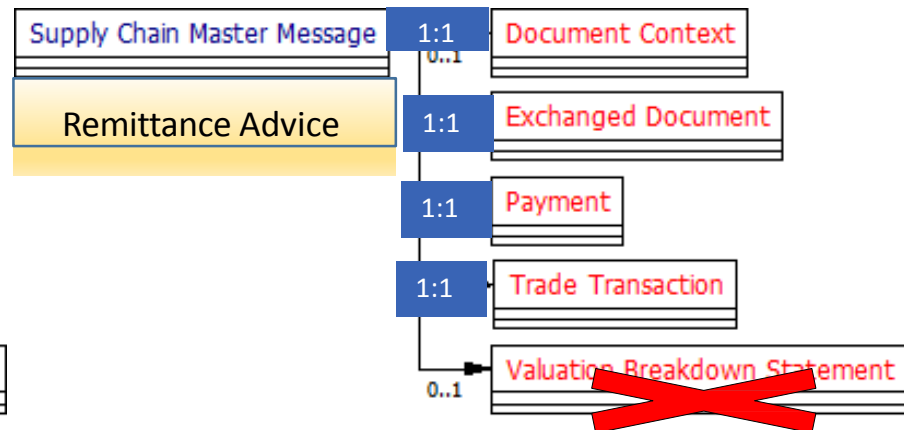 Supply Chain Master Message 1:1 Document Context
0..1
Remittance Advice 1:1 Exchanged Document
1:1 Payment
1:1 Trade Transaction
Valuation Breakdown Statement
0..1